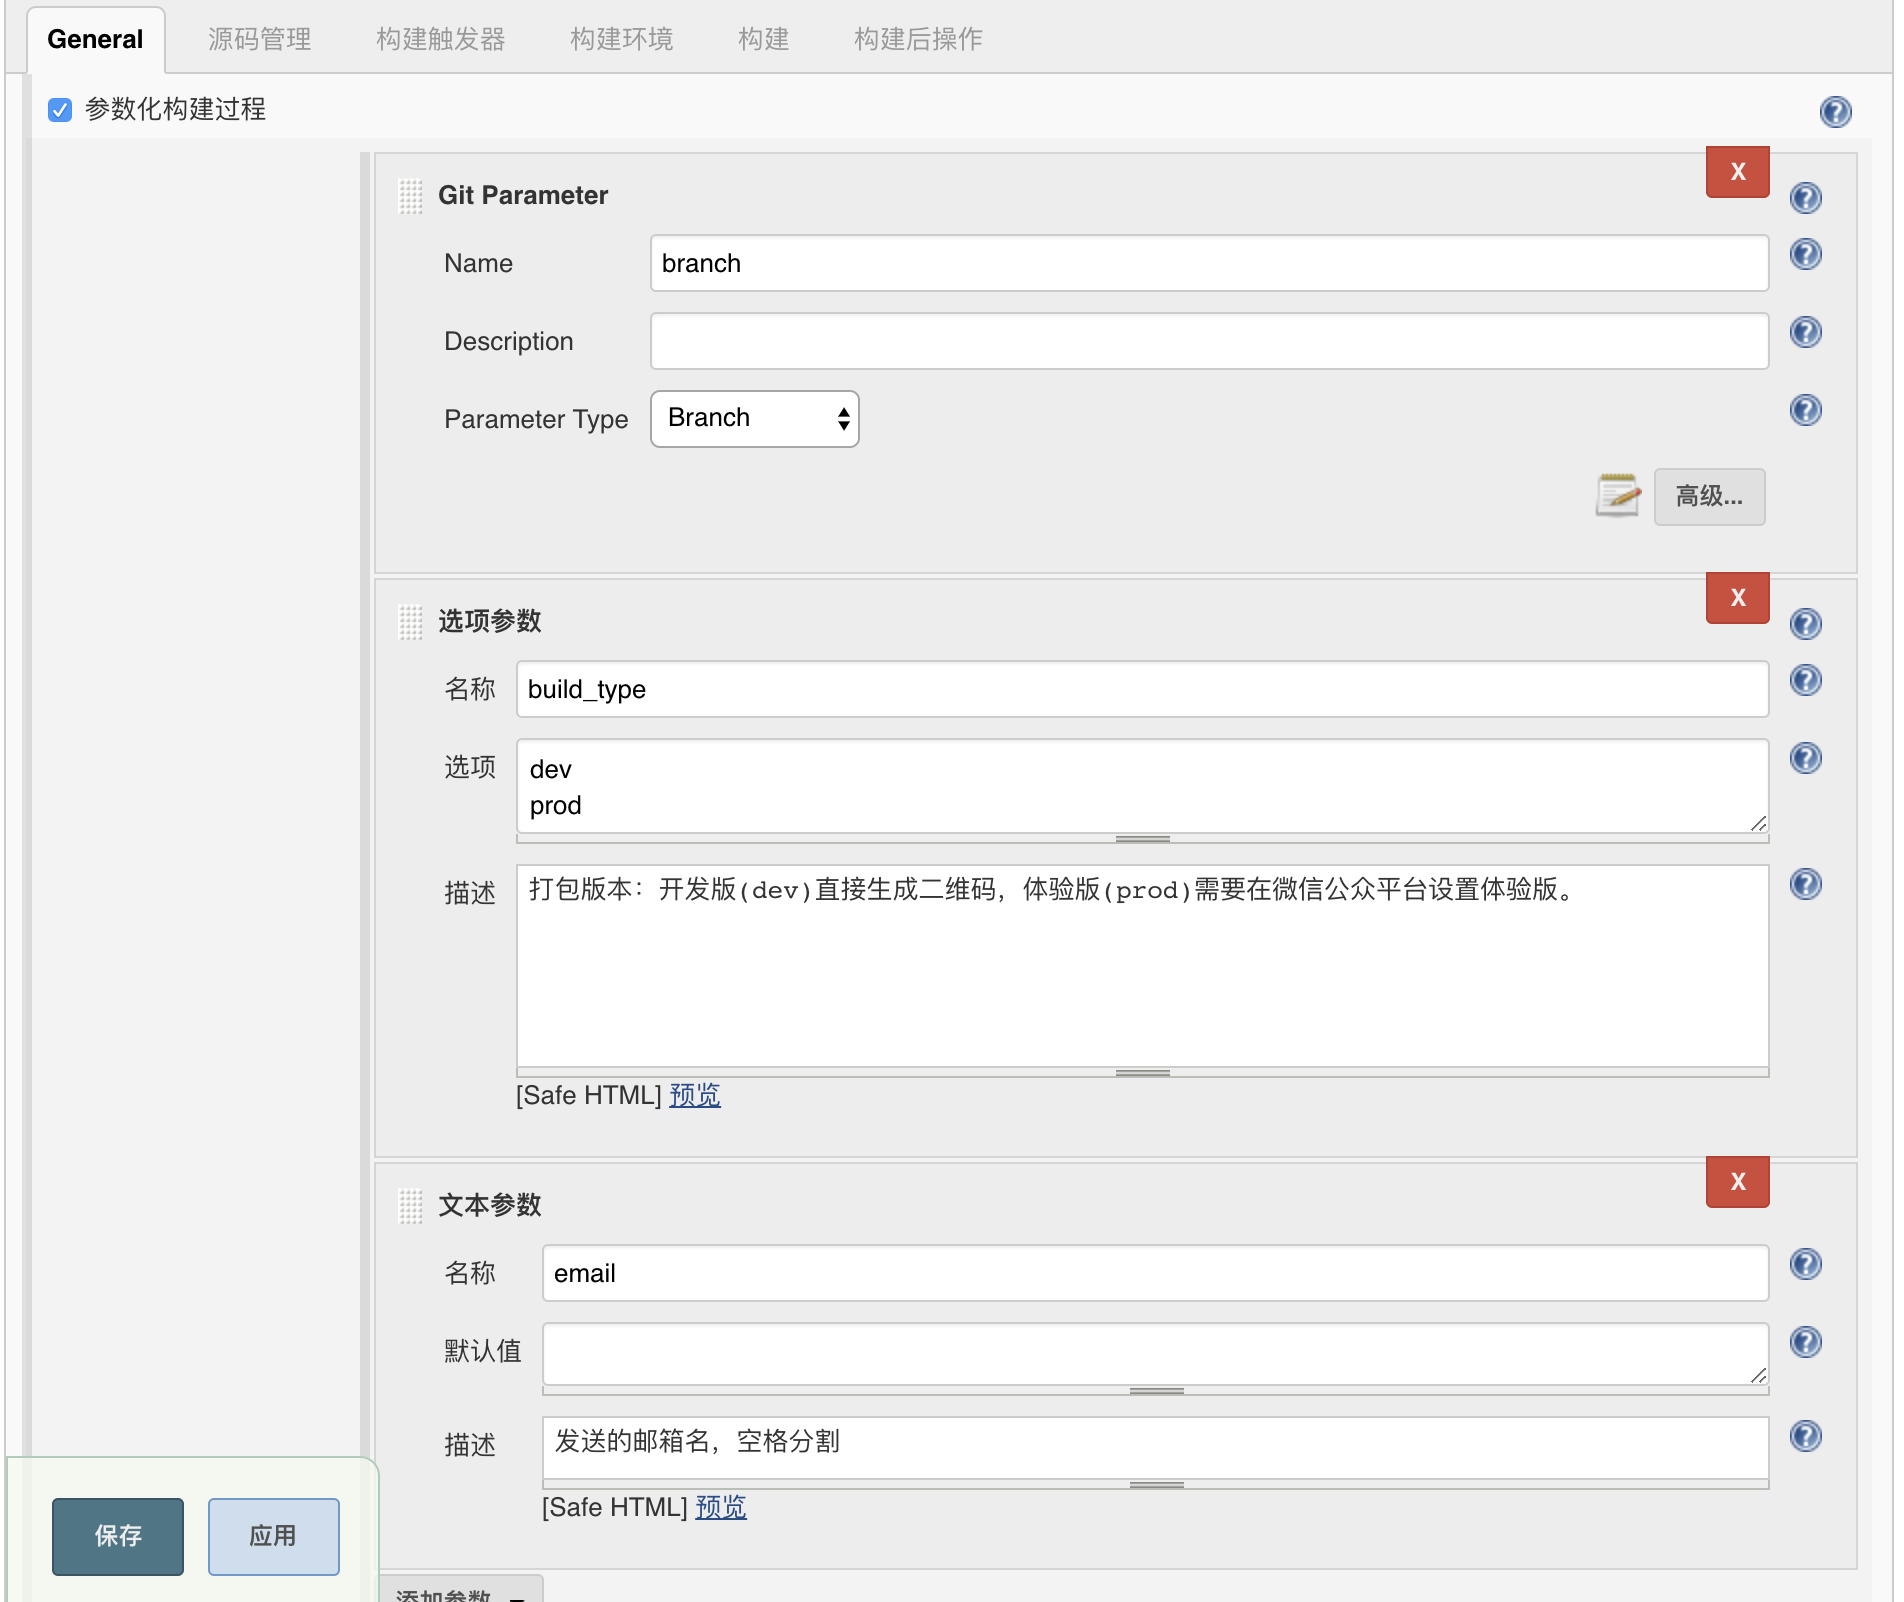 General 源码管理 构建触发器 构建环境 构建 构建后操作
参数化构建过程
X
Git Parameter
Name branch
Description
Parameter Type Branch
高级...
X
选项参数
名称 build_type
选项 dev
prod
描述 打包版本：开发版(dev)直接生成二维码，体验版(prod)需要在微信公众平台设置体验版。
[Safe HTML] 预览
X
文本参数
名称 email
默认值
描述 发送的邮箱名，空格分割
[Safe HTML] 预览
保存 应用
添加参数